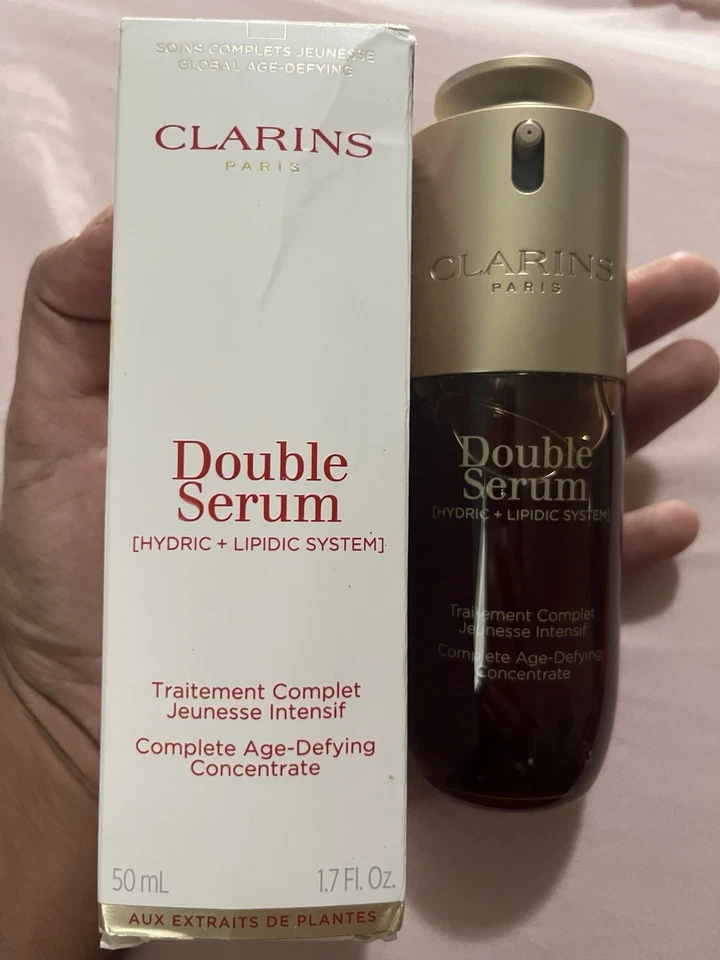 SOINS COMPLETS JEUNESSE
GLOBAL AGE-DEFYING
CLARINS
PARIS
Double
Serum
[HYDRIC + LIPIDIC SYSTEM]
Traitement Complet
Jeunesse Intensif
Complete Age-Defying
Concentrate
50 mL 1.7 Fl. Oz.
AUX EXTRAITS DE PLANTES
CLARINS
PARIS
Double
Serum
[HYDRIC + LIPIDIC SYSTEM]
Traitement Complet
Jeunesse Intensif
Complete Age-Defying
Concentrate